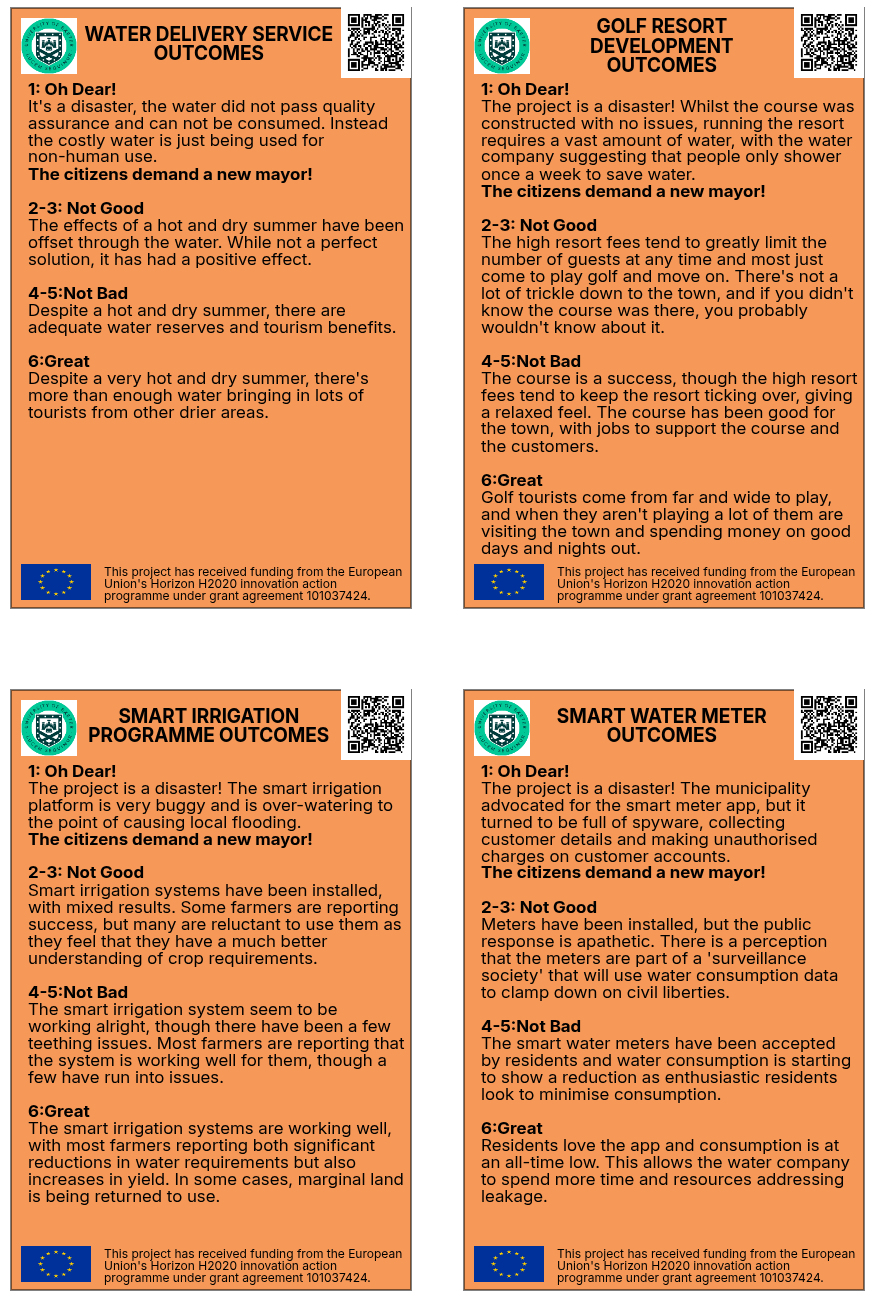 WATER DELIVERY SERVICE
OUTCOMES
1: Oh Dear!
It's a disaster, the water did not pass quality
assurance and can not be consumed. Instead
the costly water is just being used for
non-human use.
The citizens demand a new mayor!
2-3: Not Good
The effects of a hot and dry summer have been
offset through the water. While not a perfect
solution, it has had a positive effect.
4-5:Not Bad
Despite a hot and dry summer, there are
adequate water reserves and tourism benefits.
6:Great
Despite a very hot and dry summer, there's
more than enough water bringing in lots of
tourists from other drier areas.
This project has received funding from the European
Union's Horizon H2020 innovation action
programme under grant agreement 101037424.
GOLF RESORT
DEVELOPMENT
OUTCOMES
1: Oh Dear!
The project is a disaster! Whilst the course was
constructed with no issues, running the resort
requires a vast amount of water, with the water
company suggesting that people only shower
once a week to save water.
The citizens demand a new mayor!
2-3: Not Good
The high resort fees tend to greatly limit the
number of guests at any time and most just
come to play golf and move on. There's not a
lot of trickle down to the town, and if you didn't
know the course was there, you probably
wouldn't know about it.
4-5:Not Bad
The course is a success, though the high resort
fees tend to keep the resort ticking over, giving
a relaxed feel. The course has been good for
the town, with jobs to support the course and
the customers.
6:Great
Golf tourists come from far and wide to play,
and when they aren't playing a lot of them are
visiting the town and spending money on good
days and nights out.
This project has received funding from the European
Union's Horizon H2020 innovation action
programme under grant agreement 101037424.
SMART IRRIGATION
PROGRAMME OUTCOMES
1: Oh Dear!
The project is a disaster! The smart irrigation
platform is very buggy and is over-watering to
the point of causing local flooding.
The citizens demand a new mayor!
2-3: Not Good
Smart irrigation systems have been installed,
with mixed results. Some farmers are reporting
success, but many are reluctant to use them as
they feel that they have a much better
understanding of crop requirements.
4-5:Not Bad
The smart irrigation system seem to be
working alright, though there have been a few
teething issues. Most farmers are reporting that
the system is working well for them, though a
few have run into issues.
6:Great
The smart irrigation systems are working well,
with most farmers reporting both significant
reductions in water requirements but also
increases in yield. In some cases, marginal land
is being returned to use.
This project has received funding from the European
Union's Horizon H2020 innovation action
programme under grant agreement 101037424.
SMART WATER METER
OUTCOMES
1: Oh Dear!
The project is a disaster! The municipality
advocated for the smart meter app, but it
turned to be full of spyware, collecting
customer details and making unauthorised
charges on customer accounts.
The citizens demand a new mayor!
2-3: Not Good
Meters have been installed, but the public
response is apathetic. There is a perception
that the meters are part of a 'surveillance
society' that will use water consumption data
to clamp down on civil liberties.
4-5:Not Bad
The smart water meters have been accepted
by residents and water consumption is starting
to show a reduction as enthusiastic residents
look to minimise consumption.
6:Great
Residents love the app and consumption is at
an all-time low. This allows the water company
to spend more time and resources addressing
leakage.
This project has received funding from the European
Union's Horizon H2020 innovation action
programme under grant agreement 101037424.